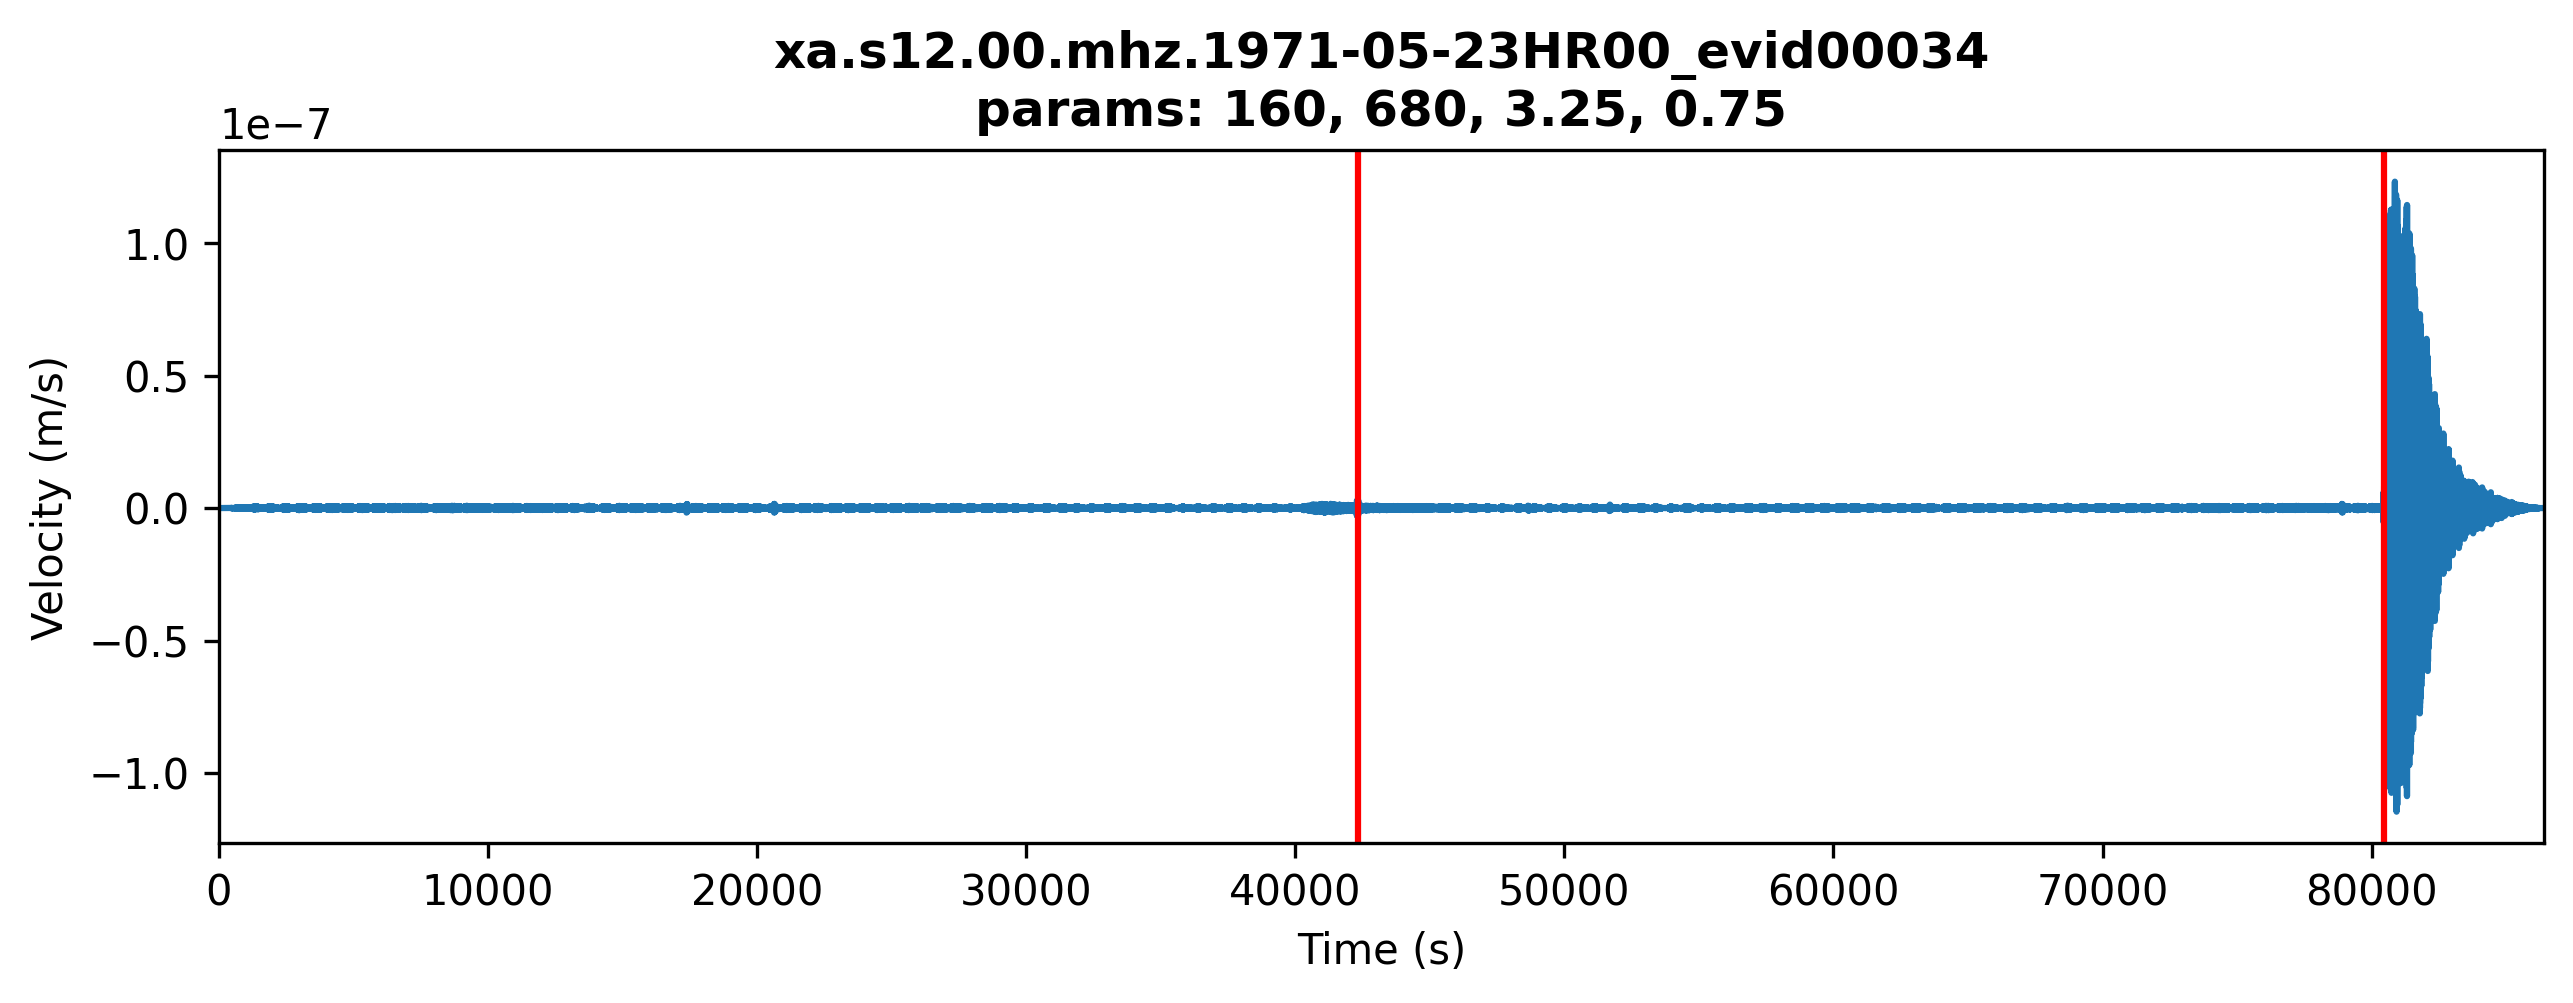 xa.s12.00.mhz.1971-05-23HR00_evid00034
params: 160, 680, 3.25, 0.75
1e−7
1.0
0.5
0.0
−0.5
−1.0
Velocity (m/s)
0 10000 20000 30000 40000 50000 60000 70000 80000
Time (s)